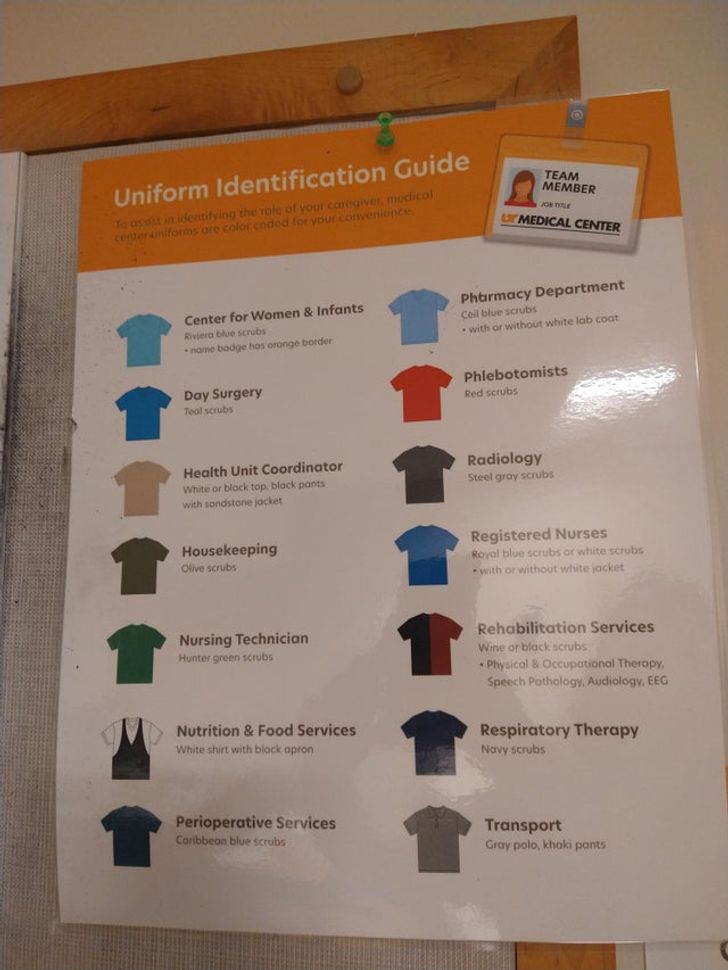 Uniform Identification Guide
To assist in identifying the role of your caregiver, medical
center uniforms are color coded for your convenience.
TEAM
MEMBER
JOB TITLE
UT MEDICAL CENTER
Center for Women & Infants
Riviera blue scrubs
• name badge has orange border
Day Surgery
Teal scrubs
Health Unit Coordinator
White or black top, black pants
with sandstone jacket
Housekeeping
Olive scrubs
Nursing Technician
Hunter green scrubs
Nutrition & Food Services
White shirt with black apron
Perioperative Services
Caribbean blue scrubs
Pharmacy Department
Ceil blue scrubs
• with or without white lab coat
Phlebotomists
Red scrubs
Radiology
Steel gray scrubs
Registered Nurses
Royal blue scrubs or white scrubs
• with or without white jacket
Rehabilitation Services
Wine or black scrubs
• Physical & Occupational Therapy,
Speech Pathology, Audiology, EEG
Respiratory Therapy
Navy scrubs
Transport
Gray polo, khaki pants